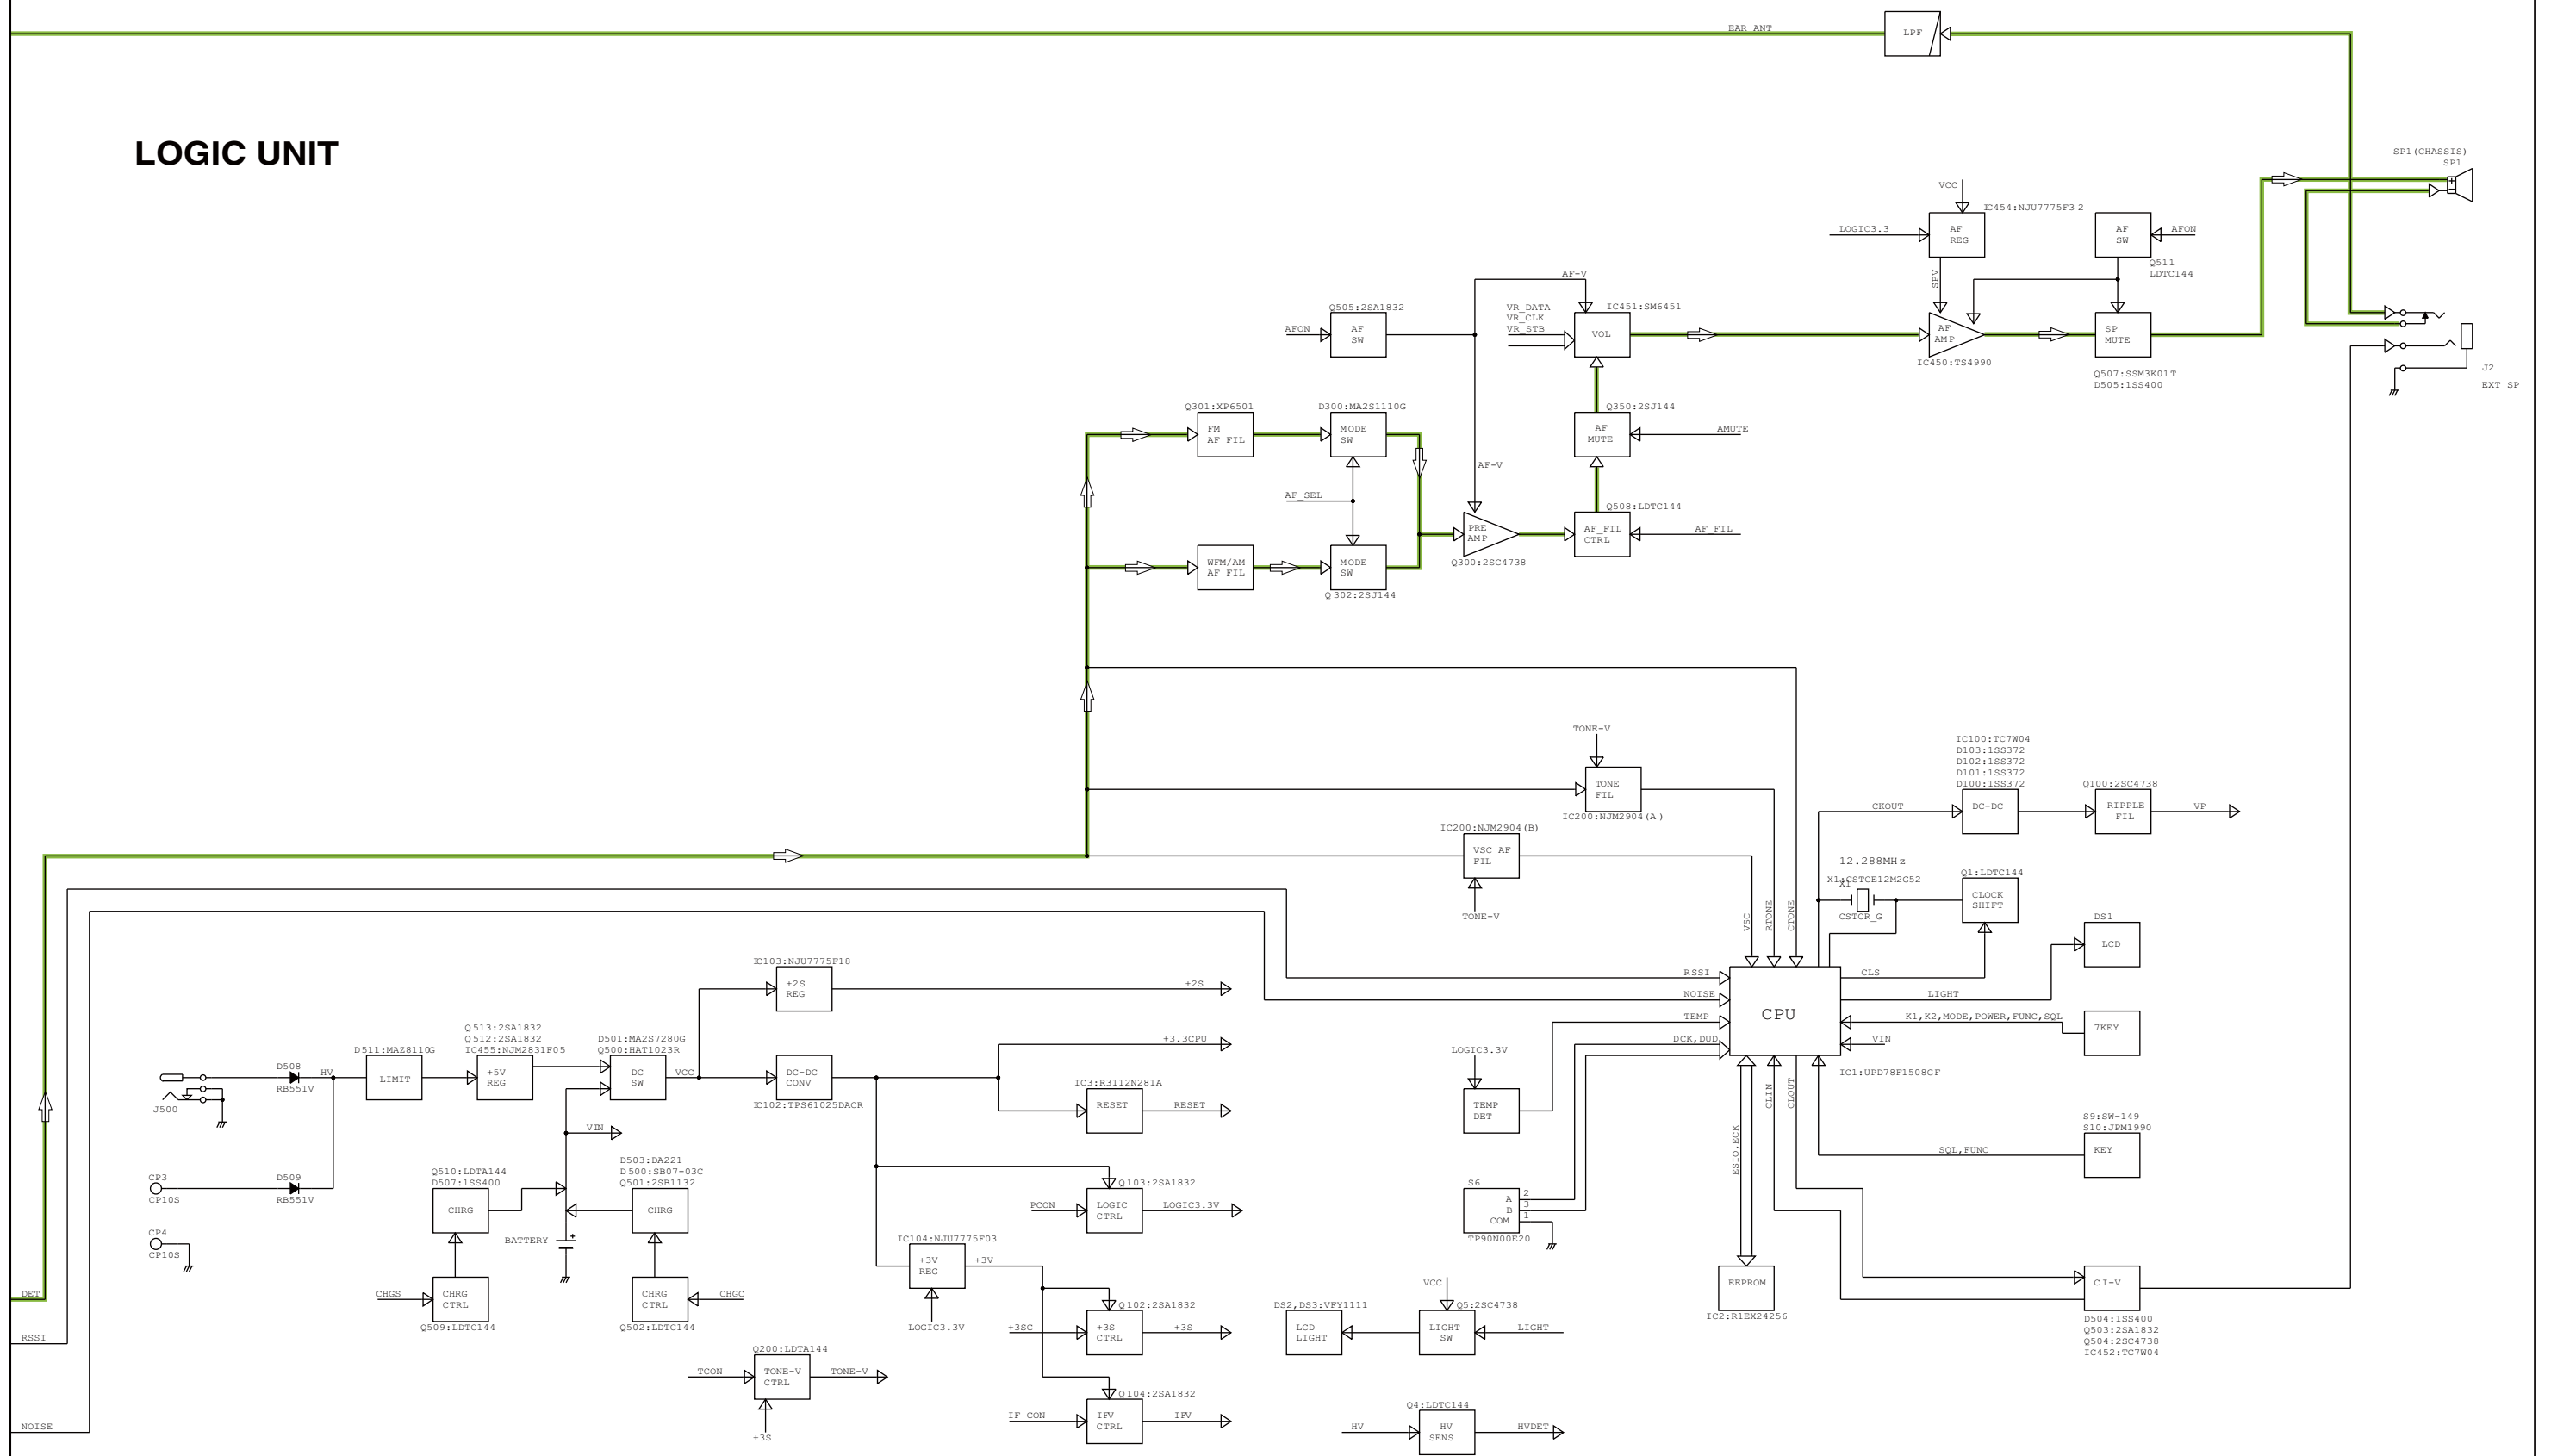 EAR ANT
LPF
LOGIC UNIT
SP1(CHASSIS)
SP1
VCC
IC454:NJU7775F3 2
LOGIC3.3
AF
REG
AF
SW
AFON
Q511
LDTC144
SPV
AF-V
Q505:2SA1832
AFON
AF
SW
VR_DATA
VR_CLK
VR_STB
IC451:SM6451
VOL
AF
AMP
IC450:TS4990
SP
MUTE
Q507:SSM3K01T
D505:1SS400
J2
EXT SP
Q301:XP6501
FM
AF FIL
D300:MA2S1110G
MODE
SW
Q350:2SJ144
AF
MUTE
AMUTE
AF-V
AF_SEL
Q508:LDTC144
PRE
AMP
Q300:2SC4738
AF_FIL
CTRL
AF_FIL
WFM/AM
AF FIL
MODE
SW
Q302:2SJ144
TONE-V
TONE
FIL
IC200:NJM2904(A)
IC200:NJM2904(B)
VSC AF
FIL
TONE-V
IC100:TC7W04
D103:1SS372
D102:1SS372
D101:1SS372
D100:1SS372
CKOUT
DC-DC
Q100:2SC4738
RIPPLE
FIL
VP
12.288MHz
X1:CSTCE12M2G52
X1
CSTCR_G
Q1:LDTC144
CLOCK
SHIFT
VSC
RTONE
CTONE
DS1
LCD
IC103:NJU7775F18
+2S
REG
+2S
RSSI
NOISE
TEMP
DCK,DUD
CPU
CLS
LIGHT
K1,K2,MODE,POWER,FUNC,SQL
7KEY
VIN
IC1:UPD78F1508GF
J500
D508
RB551V
HV
D511:MAZ8110G
LIMIT
Q513:2SA1832
Q512:2SA1832
IC455:NJM2831F05
+5V
REG
D501:MA2S7280G
Q500:HAT1023R
DC
SW
VCC
DC-DC
CONV
IC102:TPS61025DACR
+3.3CPU
IC3:R3112N281A
RESET
RESET
LOGIC3.3V
TEMP
DET
CLIN
CLOUT
ESIO,ECK
S9:SW-149
S10:JPM1990
SQL,FUNC
KEY
VIN
CP3
CP10S
D509
RB551V
CP4
CP10S
Q510:LDTA144
D507:1SS400
CHRG
D503:DA221
D500:SB07-03C
Q501:2SB1132
CHRG
BATTERY
+
PCON
Q103:2SA1832
LOGIC
CTRL
LOGIC3.3V
S6
A
B
COM
2
3
1
TP90N00E20
IC104:NJU7775F03
+3V
REG
+3V
LOGIC3.3V
EEPROM
IC2:R1EX24256
CI-V
D504:1SS400
Q503:2SA1832
Q504:2SC4738
IC452:TC7W04
DET
CHGS
CHRG
CTRL
Q509:LDTC144
CHRG
CTRL
CHGC
Q502:LDTC144
+3SC
Q102:2SA1832
+3S
CTRL
+3S
DS2,DS3:VFY1111
LCD
LIGHT
VCC
Q5:2SC4738
LIGHT
SW
LIGHT
RSSI
Q200:LDTA144
TCON
TONE-V
CTRL
TONE-V
+3S
Q104:2SA1832
IF CON
IFV
CTRL
IFV
Q4:LDTC144
HV
HV
SENS
HVDET
NOISE